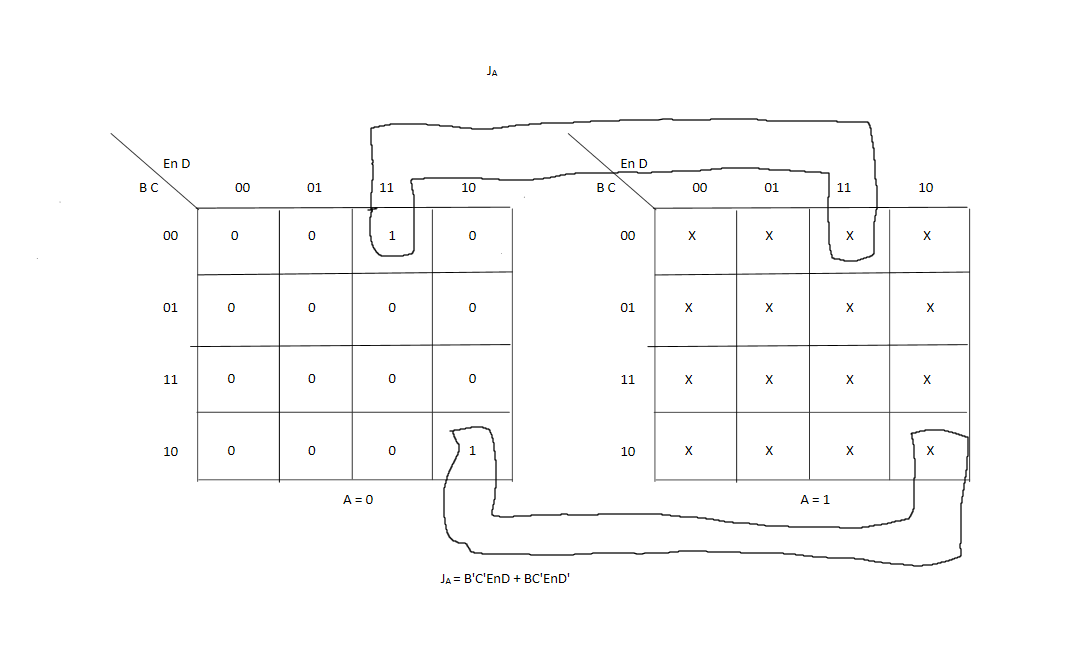 J_A
En D
B C 00 01 11 10
00 0 0 1 0
01 0 0 0 0
11 0 0 0 0
10 0 0 0 1
A = 0
En D
B C 00 01 11 10
00 X X X X
01 X X X X
11 X X X X
10 X X X X
A = 1
J_A = B'C'EnD + BC'EnD'